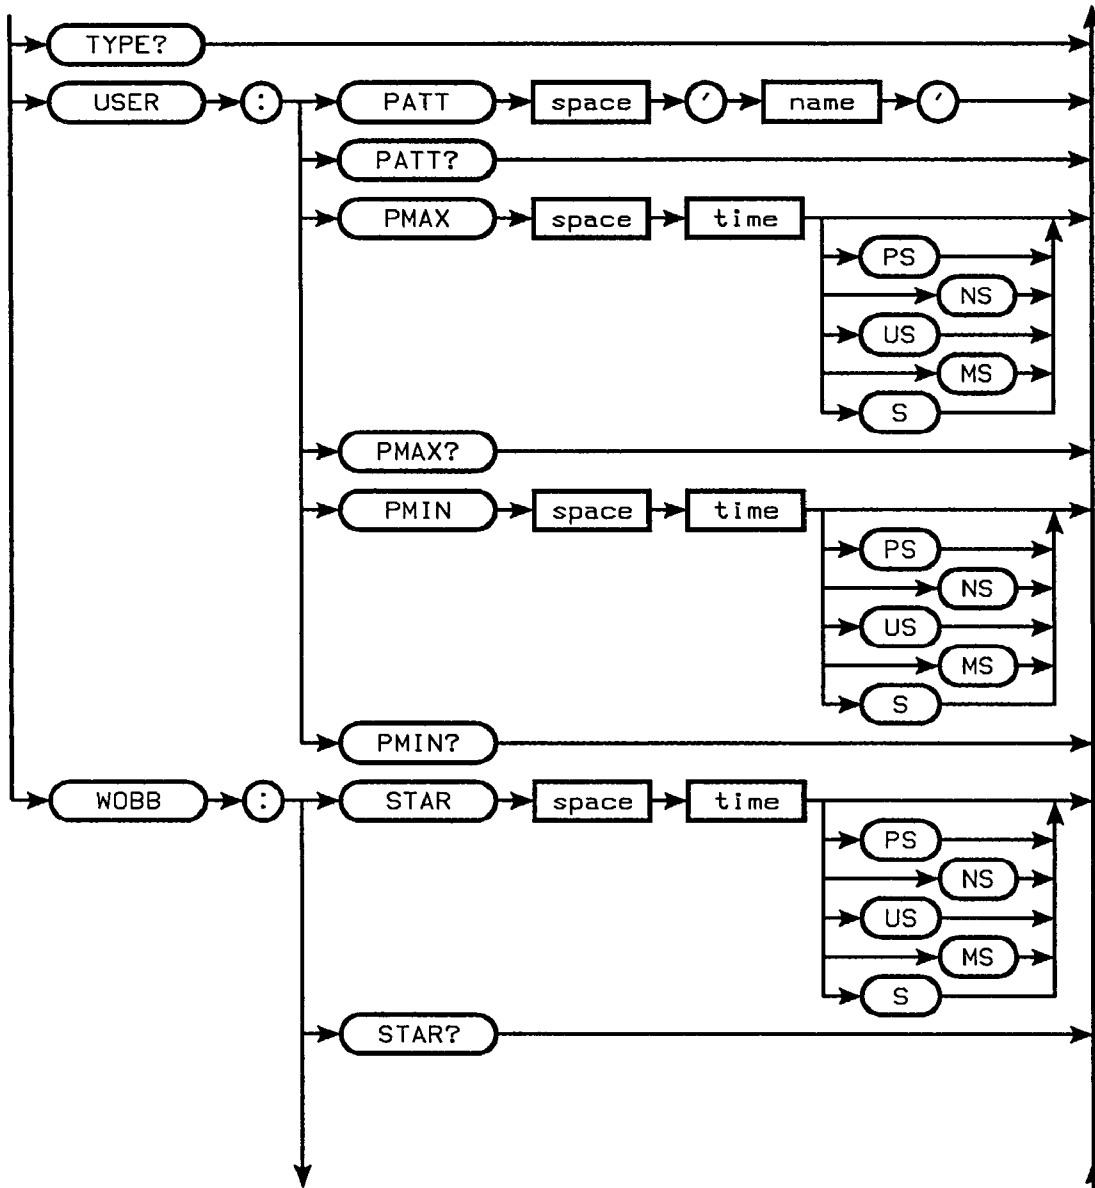 TYPE?
USER : PATT space ' name '
PATT?
PMAX space time
PS
NS
US
MS
S
PMAX?
PMIN space time
PS
NS
US
MS
S
PMIN?
WOBB : STAR space time
PS
NS
US
MS
S
STAR?